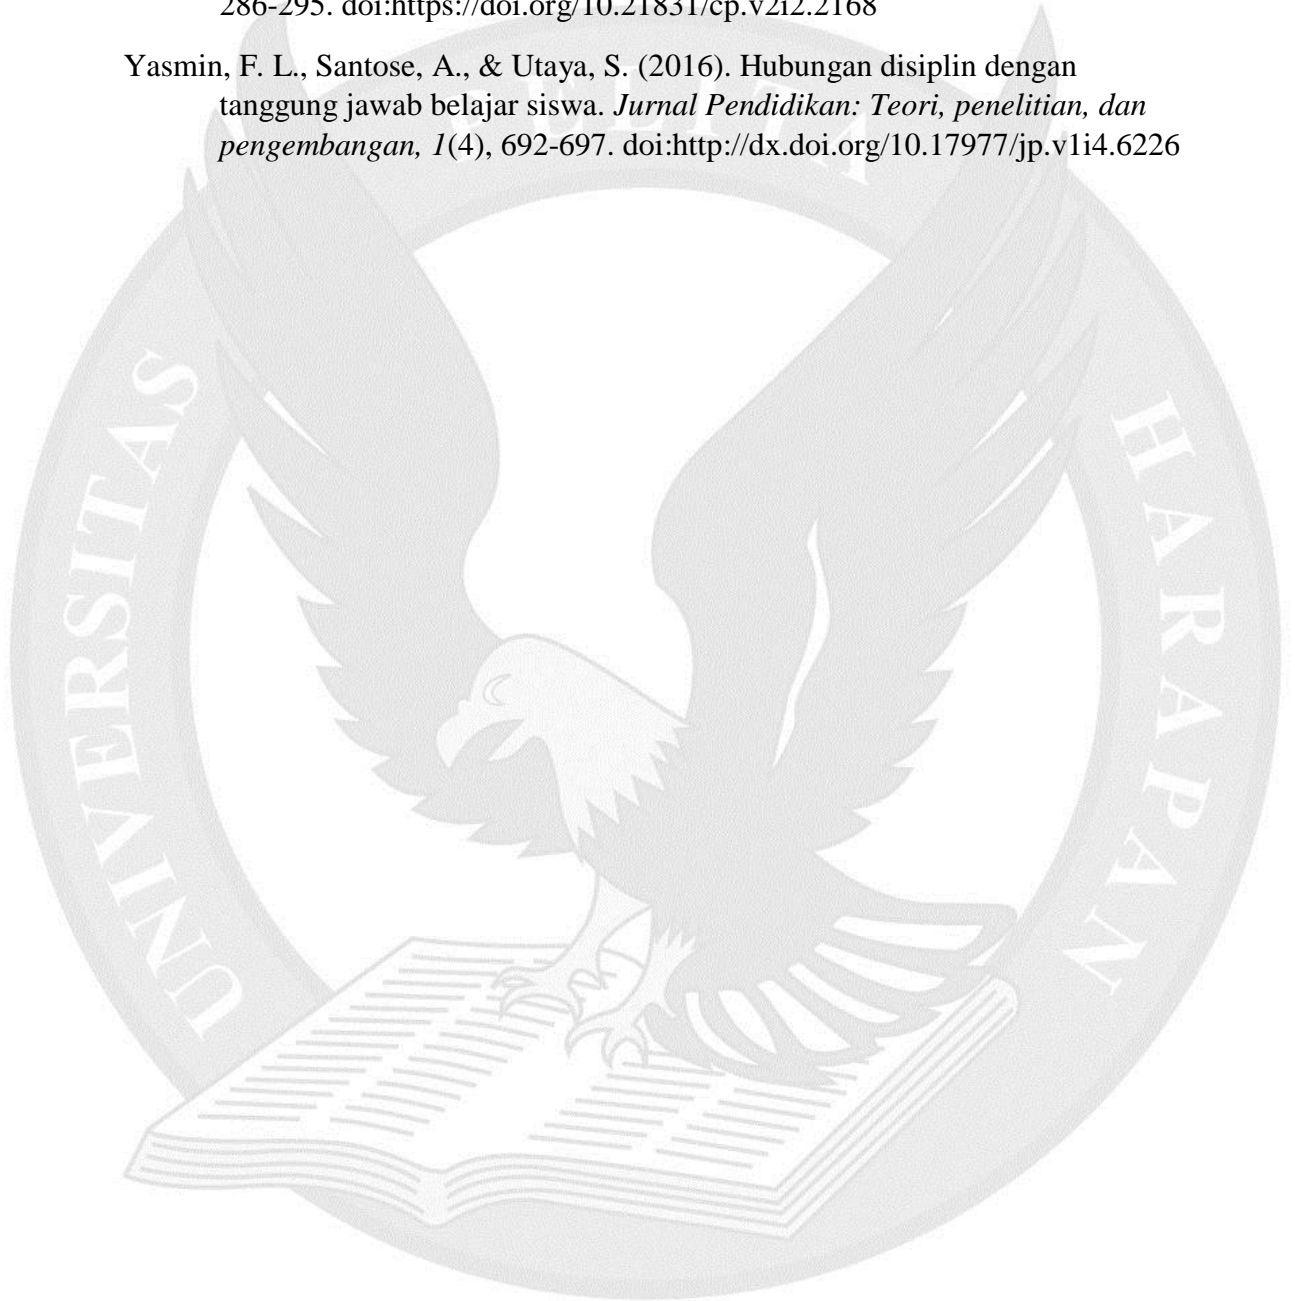 286-295. doi:https://doi.org/10.21831/cp.v2i2.2168
Yasmin, F. L., Santose, A., & Utaya, S. (2016). Hubungan disiplin dengan
tanggung jawab belajar siswa. Jurnal Pendidikan: Teori, penelitian, dan
pengembangan, 1(4), 692-697. doi:http://dx.doi.org/10.17977/jp.v1i4.6226
UNIVERSITAS PELITA HARAPAN